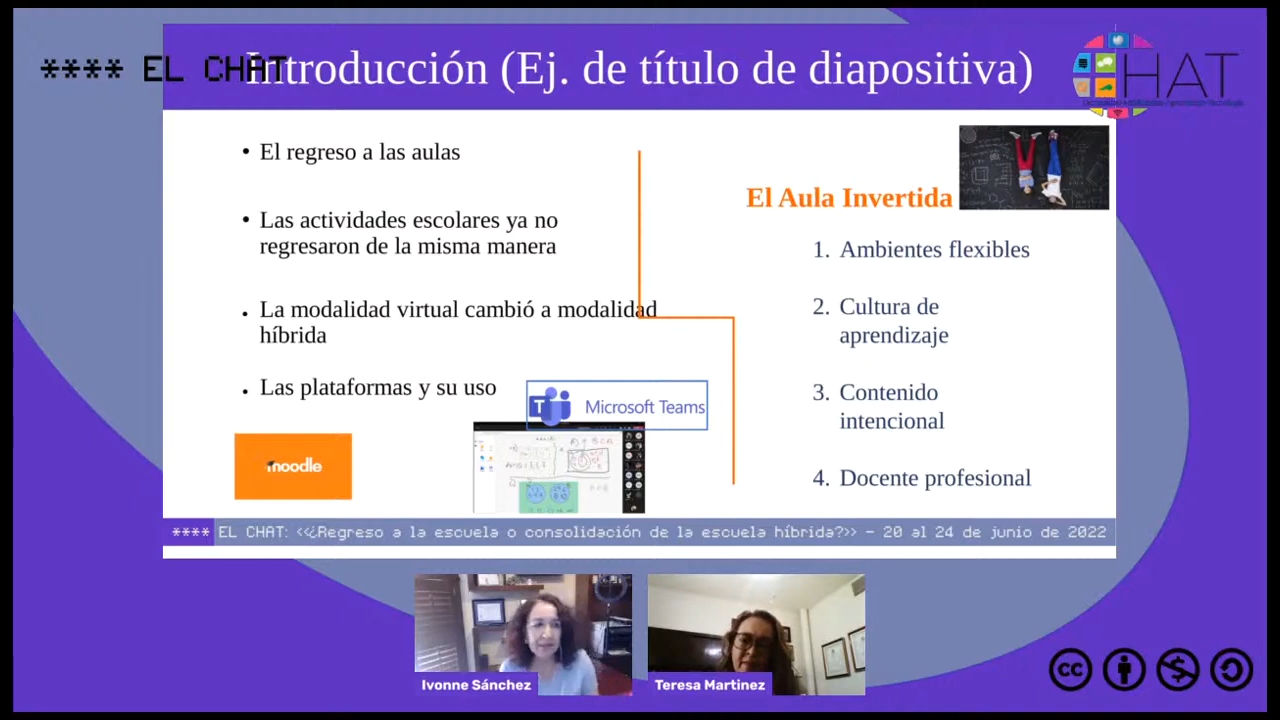 **** EL CHAT
Introducción (Ej. de título de diapositiva)
HAT
• El regreso a las aulas
• Las actividades escolares ya no
regresaron de la misma manera
• La modalidad virtual cambió a modalidad
híbrida
• Las plataformas y su uso
Microsoft Teams
moodle
El Aula Invertida
1. Ambientes flexibles
2. Cultura de
aprendizaje
3. Contenido
intencional
4. Docente profesional
**** EL CHAT: <<¿Regreso a la escuela o consolidación de la escuela híbrida?>> – 20 al 24 de junio de 2022
Ivonne Sánchez
Teresa Martinez
cc